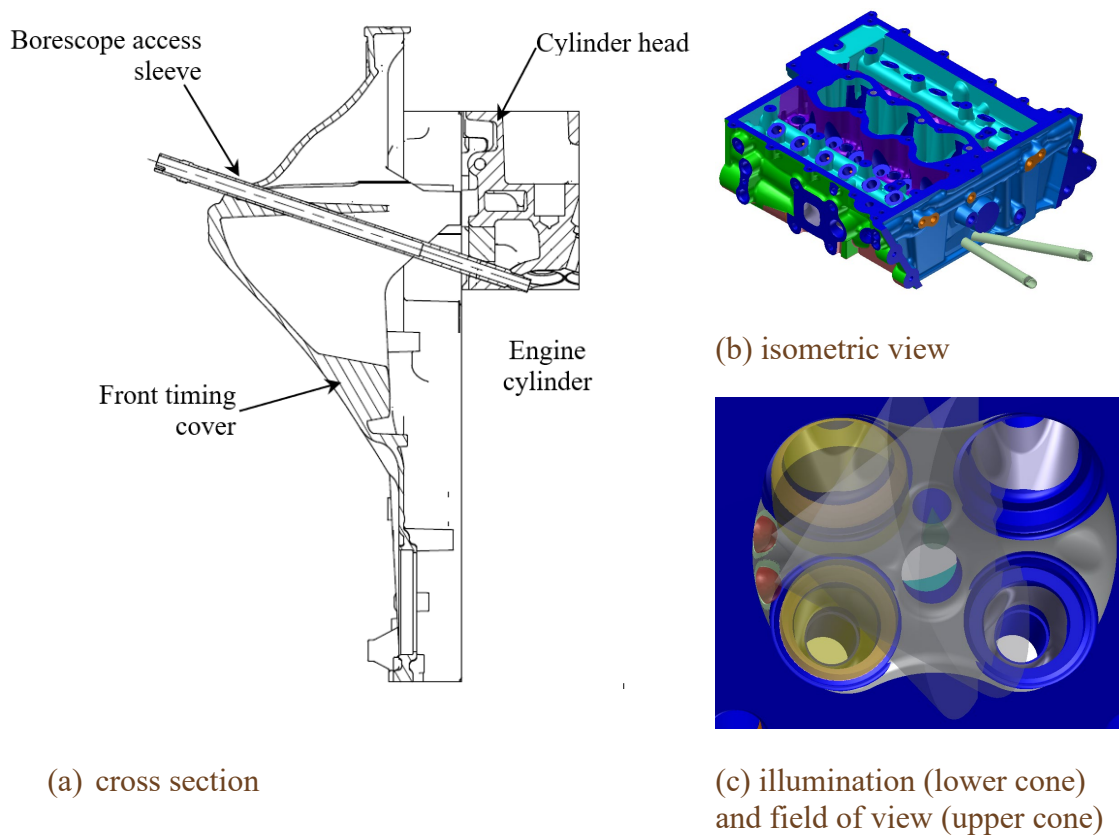 Borescope access
sleeve
Cylinder head
Engine
cylinder
Front timing
cover
(a) cross section
(b) isometric view
(c) illumination (lower cone)
and field of view (upper cone)